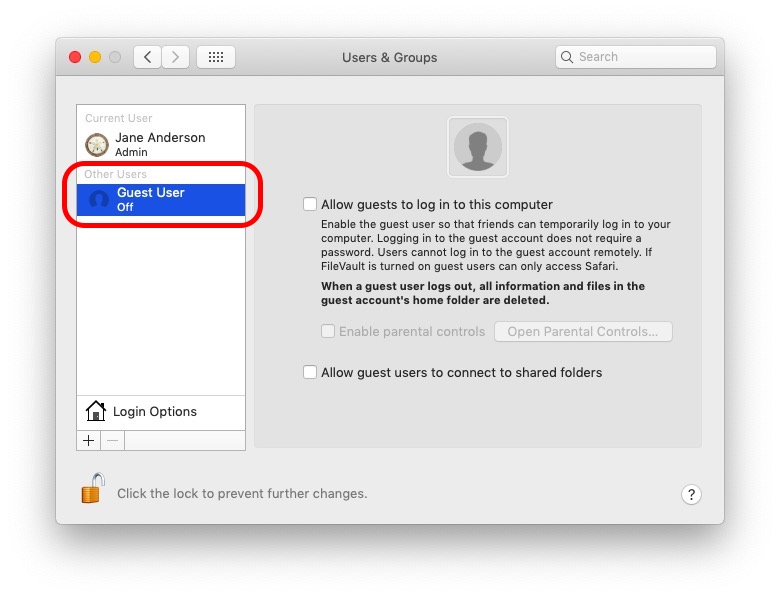 Users & Groups
Search
Current User
Jane Anderson
Admin
Other Users
Guest User
Off
Login Options
Allow guests to log in to this computer
Enable the guest user so that friends can temporarily log in to your
computer. Logging in to the guest account does not require a
password. Users cannot log in to the guest account remotely. If
FileVault is turned on guest users can only access Safari.
When a guest user logs out, all information and files in the
guest account's home folder are deleted.
Enable parental controls
Open Parental Controls...
Allow guest users to connect to shared folders
Click the lock to prevent further changes.
?